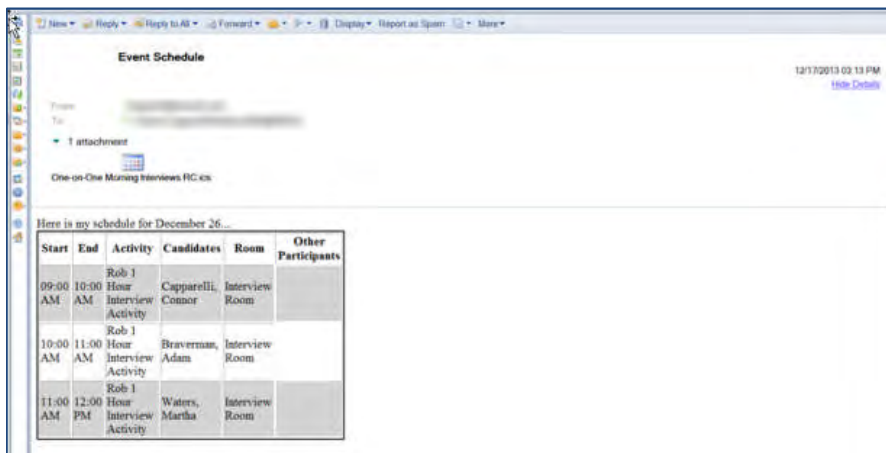 New Reply Reply to All Forward Display Report as Spam More
Event Schedule
12/17/2013 03:13 PM
Hide Details
From
To
1 attachment
One-on-One Morning Interviews RC.ics
Here is my schedule for December 26...
Start End Activity Candidates Room Other Participants
09:00 AM 10:00 AM Rob 1 Hour Interview Activity Capparelli, Connor Interview Room
10:00 AM 11:00 AM Rob 1 Hour Interview Activity Braverman, Adam Interview Room
11:00 AM 12:00 PM Rob 1 Hour Interview Activity Waters, Martha Interview Room